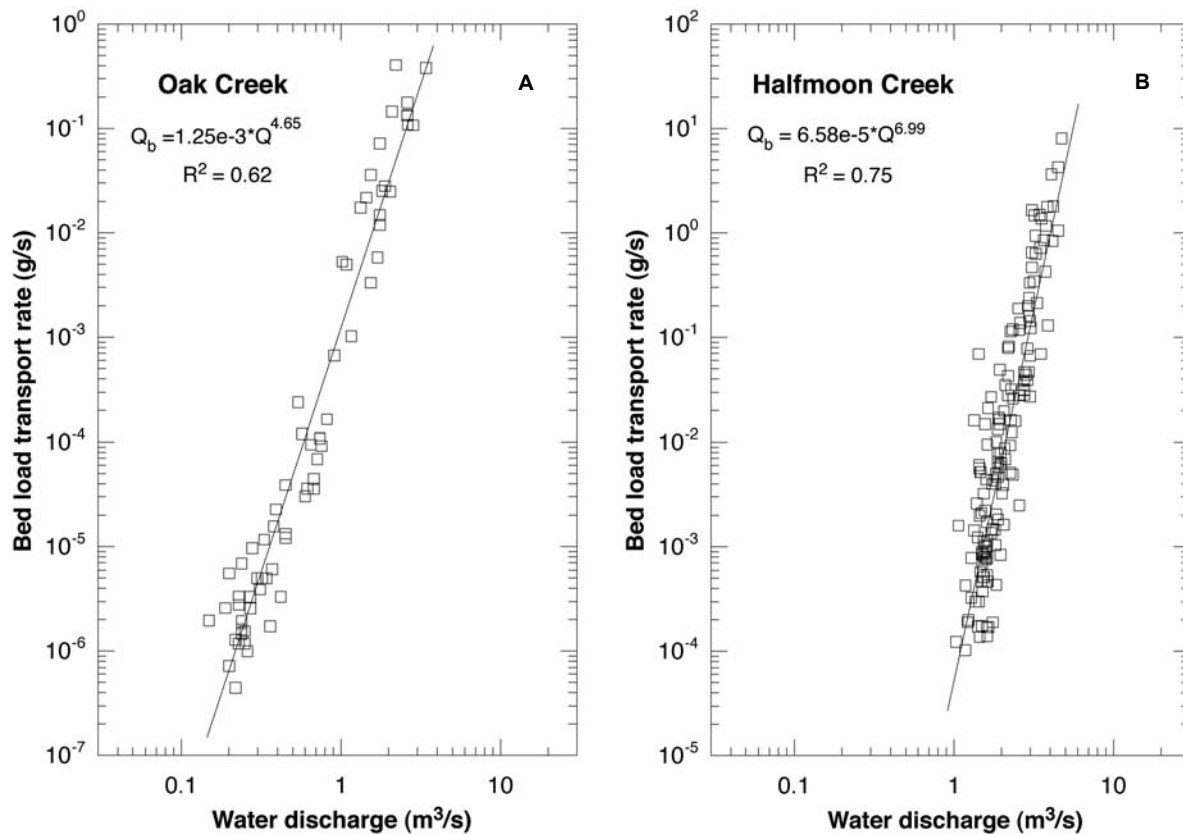 Oak Creek
A
Q_b =1.25e-3*Q^4.65
R^2 = 0.62
10^0
10^-1
10^-2
10^-3
10^-4
10^-5
10^-6
10^-7
Bed load transport rate (g/s)
0.1 1 10
Water discharge (m^3/s)
Halfmoon Creek
B
Q_b = 6.58e-5*Q^6.99
R^2 = 0.75
10^2
10^1
10^0
10^-1
10^-2
10^-3
10^-4
10^-5
Bed load transport rate (g/s)
0.1 1 10
Water discharge (m^3/s)